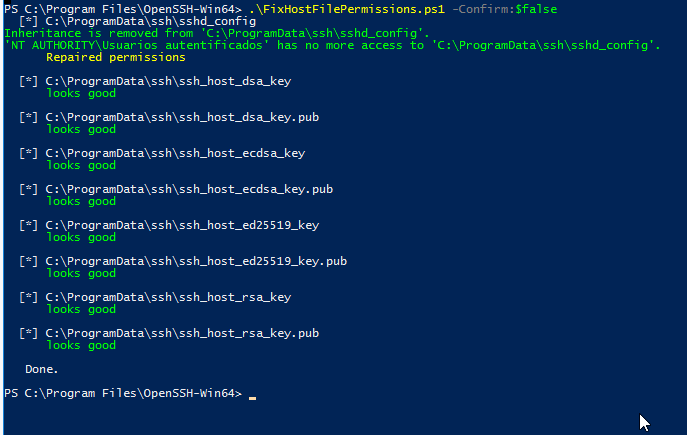 PS C:\Program Files\OpenSSH-Win64> .\FixHostFilePermissions.ps1 -Confirm:$false
[*] C:\ProgramData\ssh\sshd_config
Inheritance is removed from 'C:\ProgramData\ssh\sshd_config'.
'NT AUTHORITY\Usuarios autentificados' has no more access to 'C:\ProgramData\ssh\sshd_config'.
Repaired permissions
[*] C:\ProgramData\ssh\ssh_host_dsa_key
looks good
[*] C:\ProgramData\ssh\ssh_host_dsa_key.pub
looks good
[*] C:\ProgramData\ssh\ssh_host_ecdsa_key
looks good
[*] C:\ProgramData\ssh\ssh_host_ecdsa_key.pub
looks good
[*] C:\ProgramData\ssh\ssh_host_ed25519_key
looks good
[*] C:\ProgramData\ssh\ssh_host_ed25519_key.pub
looks good
[*] C:\ProgramData\ssh\ssh_host_rsa_key
looks good
[*] C:\ProgramData\ssh\ssh_host_rsa_key.pub
looks good
Done.
PS C:\Program Files\OpenSSH-Win64> _